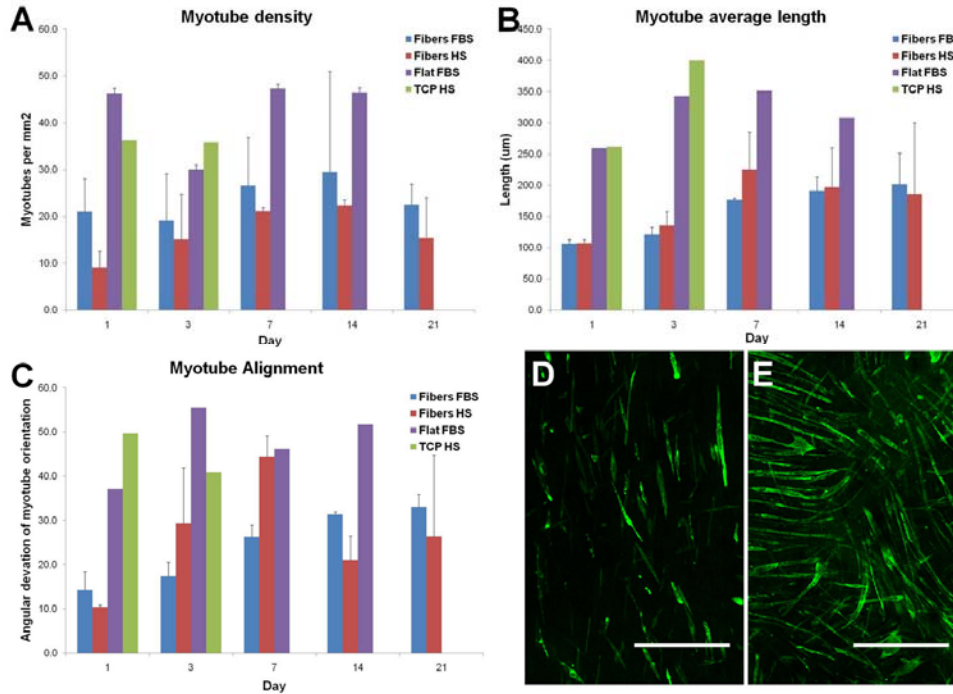 A
Myotube density
Fibers FBS
Fibers HS
Flat FBS
TCP HS
Myotubes per mm2
60.0
50.0
40.0
30.0
20.0
10.0
0.0
1 3 7 14 21
Day
B
Myotube average length
Fibers FBS
Fibers HS
Flat FBS
TCP HS
Length (um)
450.0
400.0
350.0
300.0
250.0
200.0
150.0
100.0
50.0
0.0
1 3 7 14 21
Day
C
Myotube Alignment
Fibers FBS
Fibers HS
Flat FBS
TCP HS
Angular devation of myotube orientation
60.0
50.0
40.0
30.0
20.0
10.0
0.0
1 3 7 14 21
Day
D
E